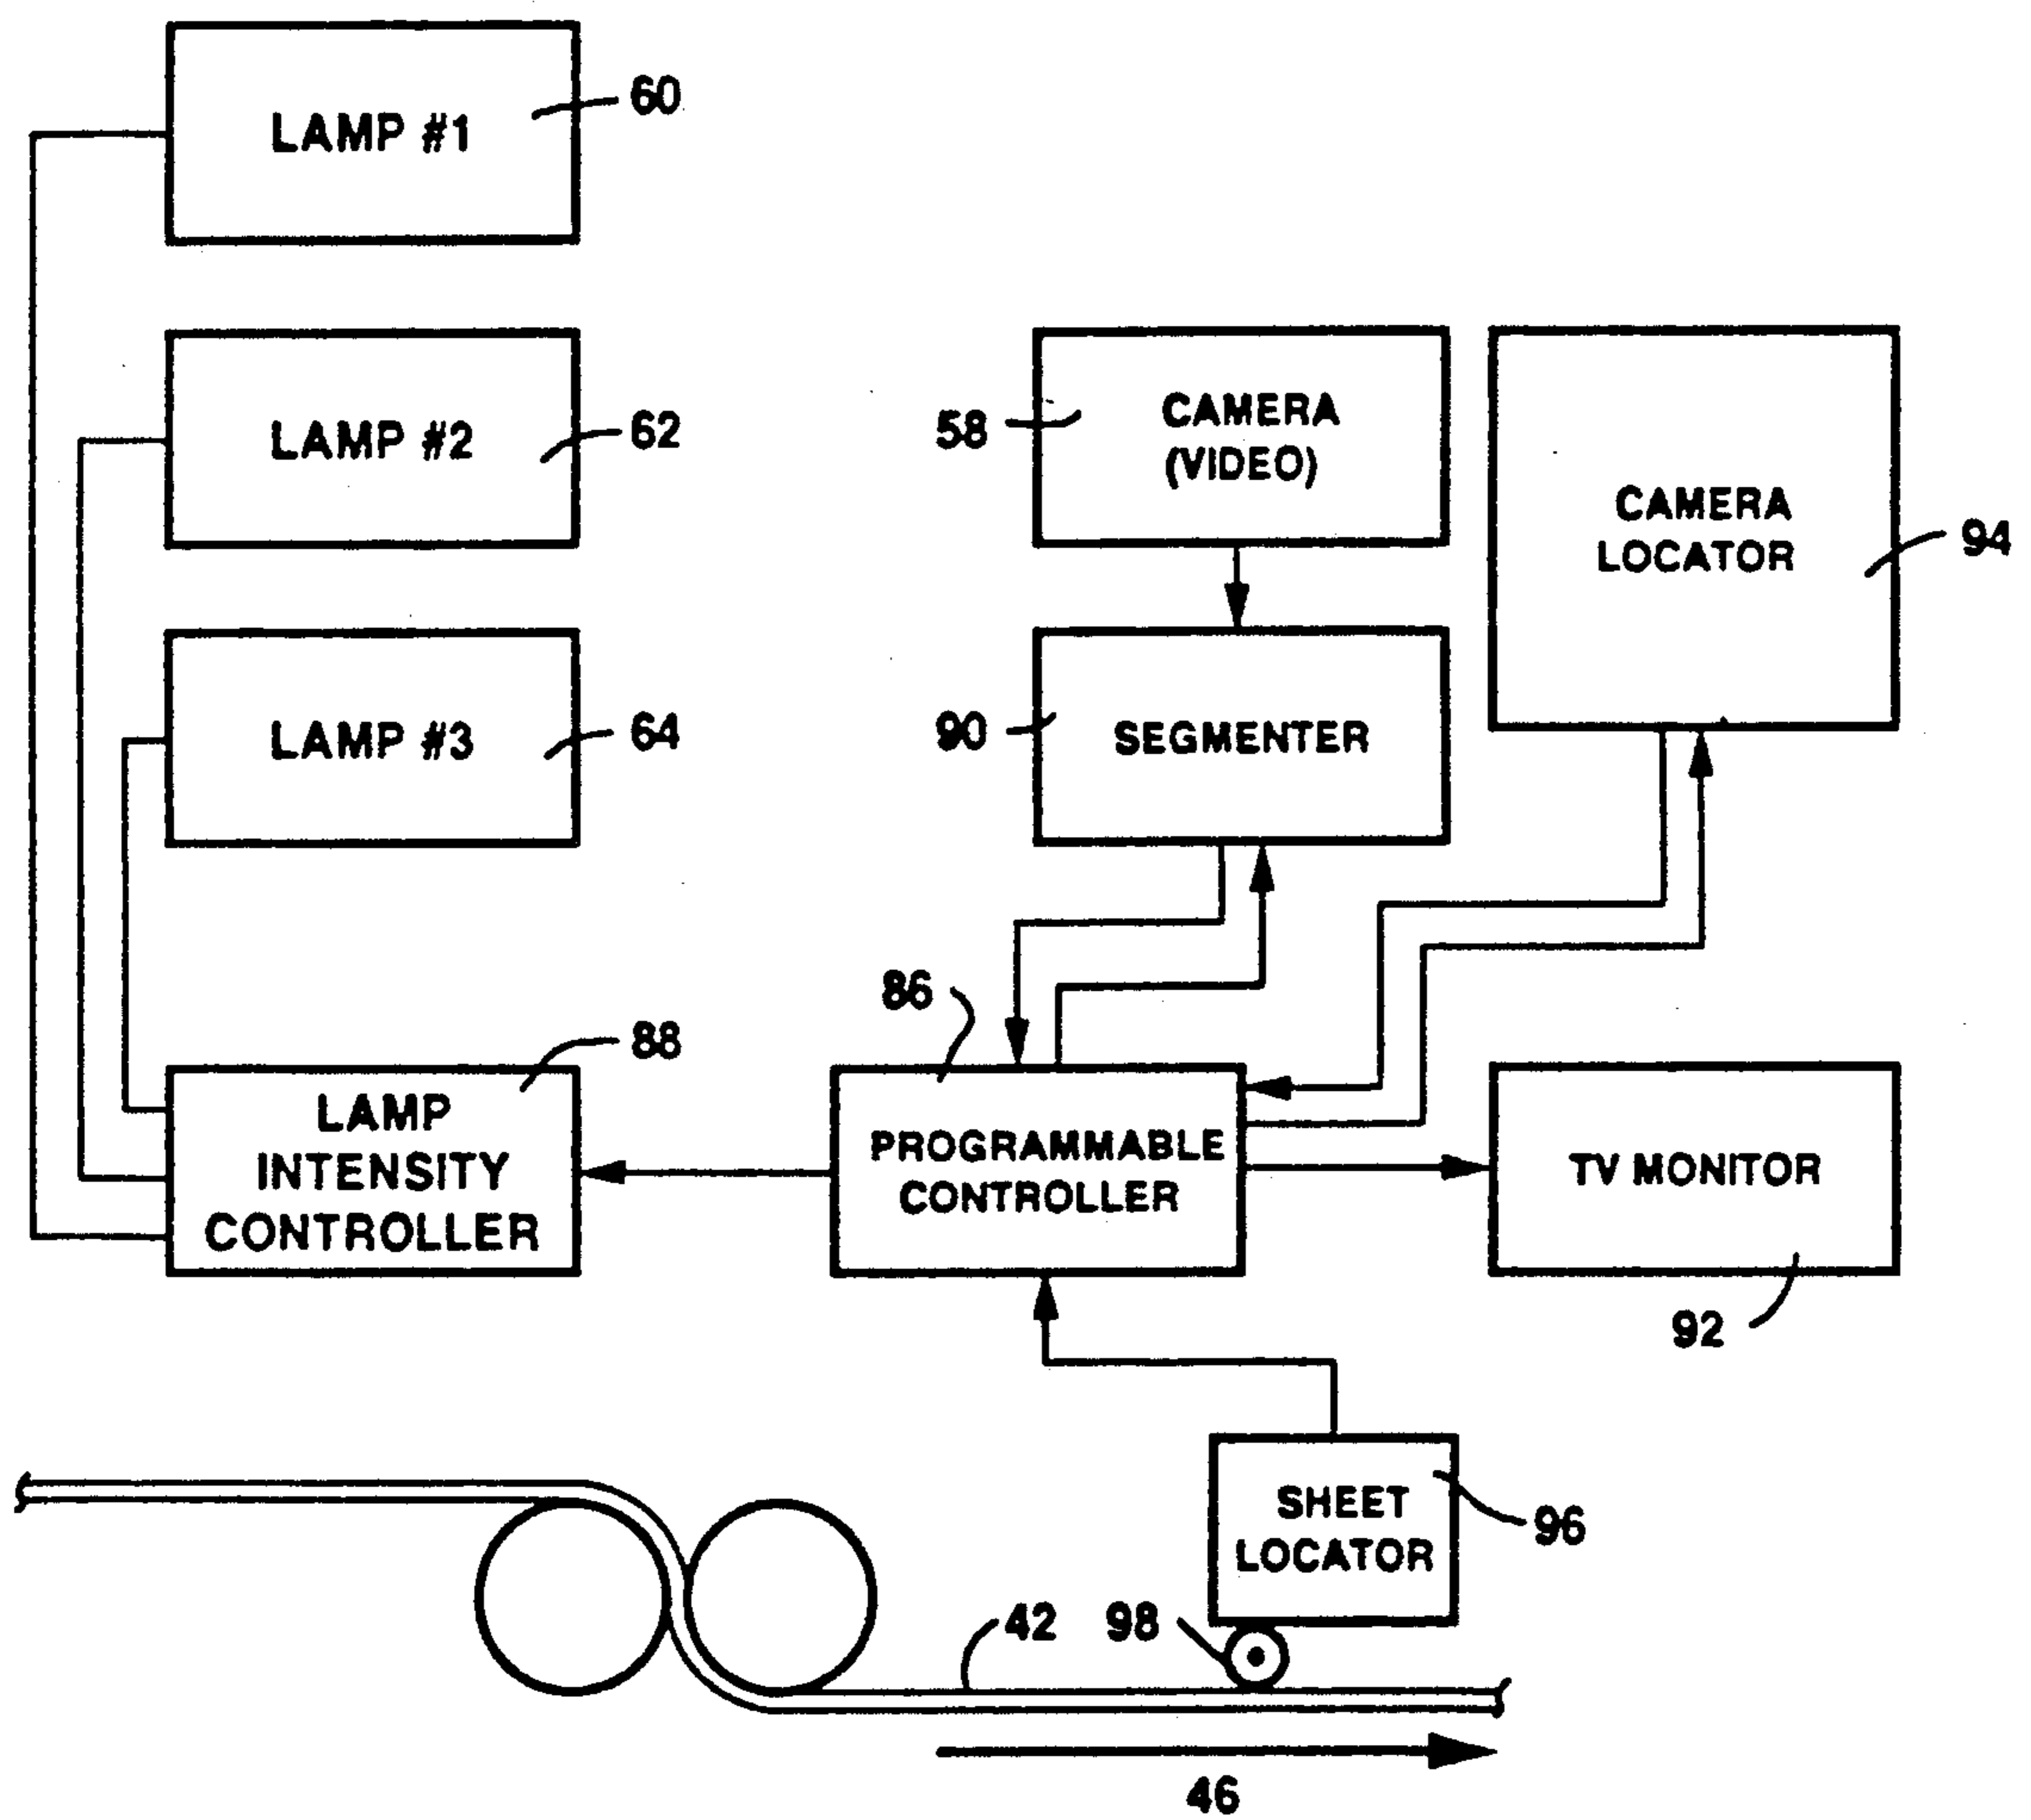 LAMP #1
60
LAMP #2
62
58
CAMERA
(VIDEO)
CAMERA
LOCATOR
94
LAMP #3
64
90
SEGMENTER
86
88
LAMP
INTENSITY
CONTROLLER
PROGRAMMABLE
CONTROLLER
TV MONITOR
92
SHEET
LOCATOR
96
42
98
46